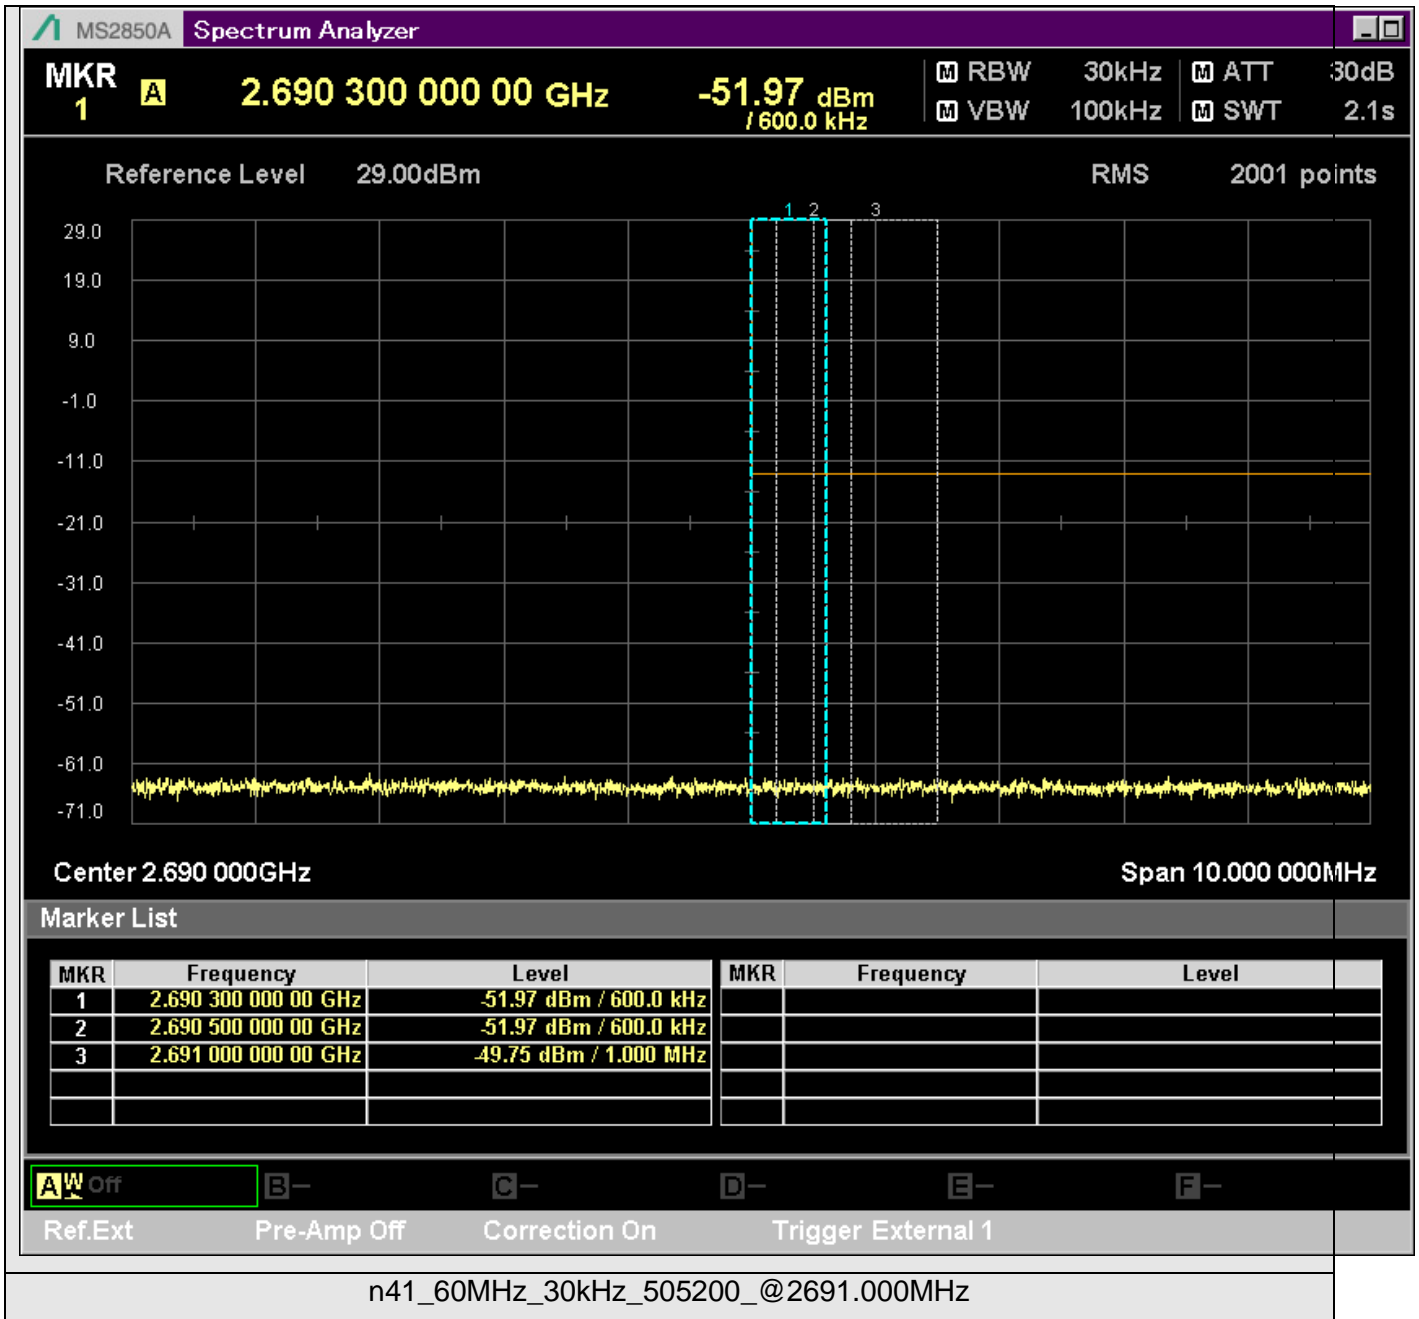 MS2850A Spectrum Analyzer
MKR 1 A 2.690 300 000 00 GHz -51.97 dBm / 600.0 kHz
M RBW 30kHz M ATT 30dB
M VBW 100kHz M SWT 2.1s
Reference Level 29.00dBm RMS 2001 points
1 2 3
29.0
19.0
9.0
-1.0
-11.0
-21.0
-31.0
-41.0
-51.0
-61.0
-71.0
Center 2.690 000GHz Span 10.000 000MHz
Marker List
MKR Frequency Level MKR Frequency Level
1 2.690 300 000 00 GHz -51.97 dBm / 600.0 kHz
2 2.690 500 000 00 GHz -51.97 dBm / 600.0 kHz
3 2.691 000 000 00 GHz -49.75 dBm / 1.000 MHz
A W Off B - C - D - E - F -
Ref.Ext Pre-Amp Off Correction On Trigger External 1
n41_60MHz_30kHz_505200_@2691.000MHz